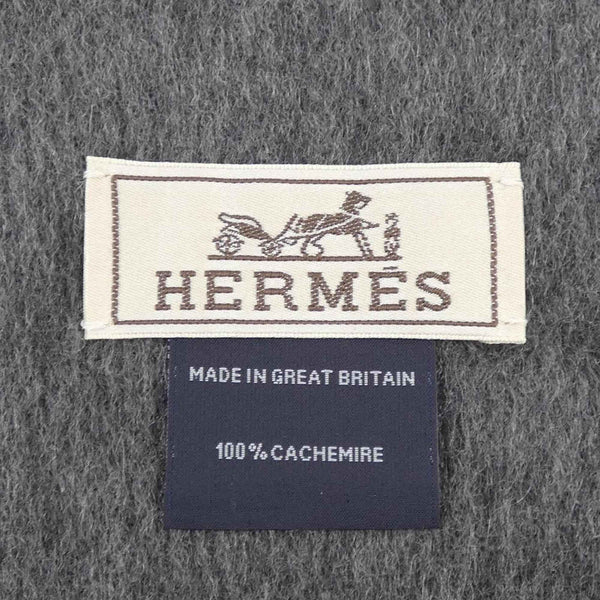 HERMÈS
MADE IN GREAT BRITAIN
100% CACHEMIRE